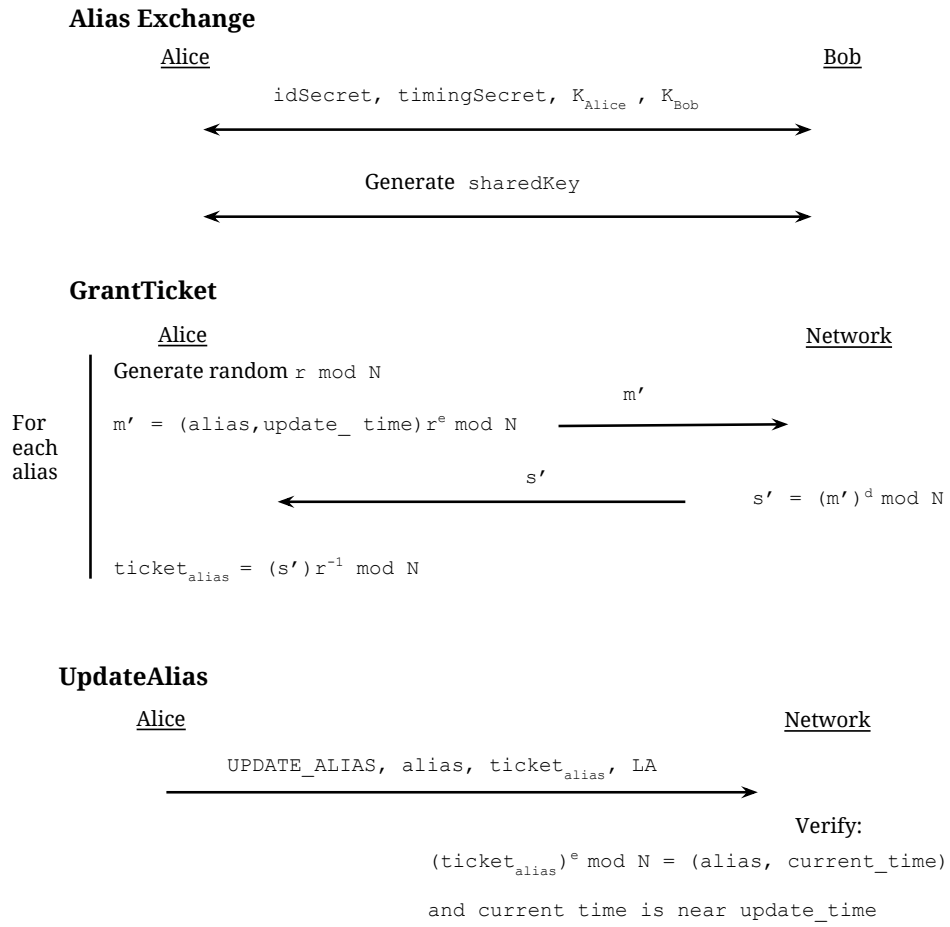 Alias Exchange
Alice Bob
idSecret, timingSecret, K_Alice , K_Bob
Generate sharedKey
GrantTicket
Alice Network
Generate random r mod N
m′
For
each
alias
m′ = (alias,update_ time)r^e mod N
s′
s′ = (m′)^d mod N
ticket_alias = (s′)r^-1 mod N
UpdateAlias
Alice Network
UPDATE_ALIAS, alias, ticket_alias, LA
Verify:
(ticket_alias)^e mod N = (alias, current_time)
and current time is near update_time